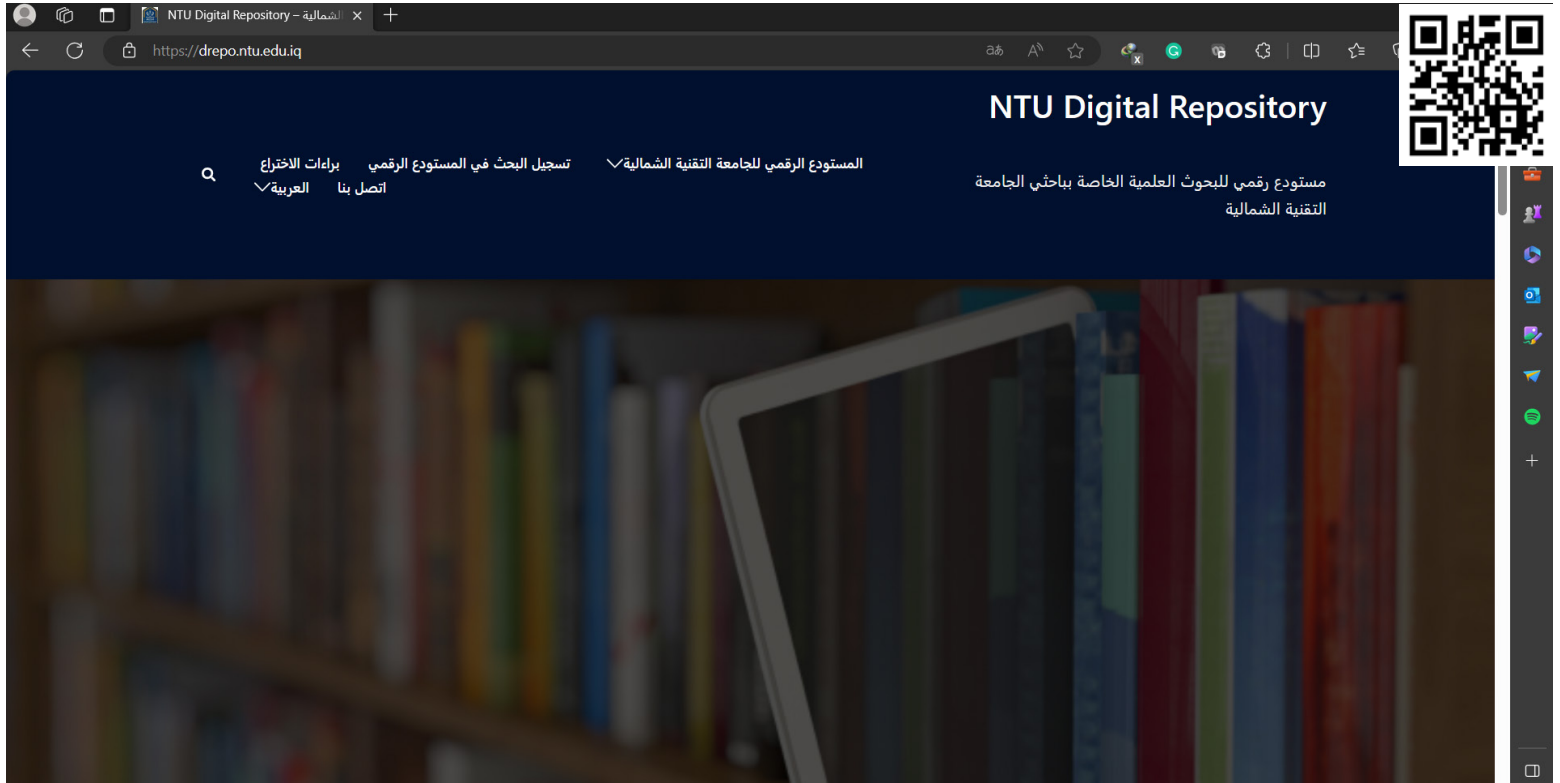 NTU Digital Repository – الشمالية
https://drepo.ntu.edu.iq
NTU Digital Repository
مستودع رقمي للبحوث العلمية الخاصة بباحثي الجامعة
التقنية الشمالية
المستودع الرقمي للجامعة التقنية الشمالية تسجيل البحث في المستودع الرقمي براءات الاختراع
اتصل بنا العربية